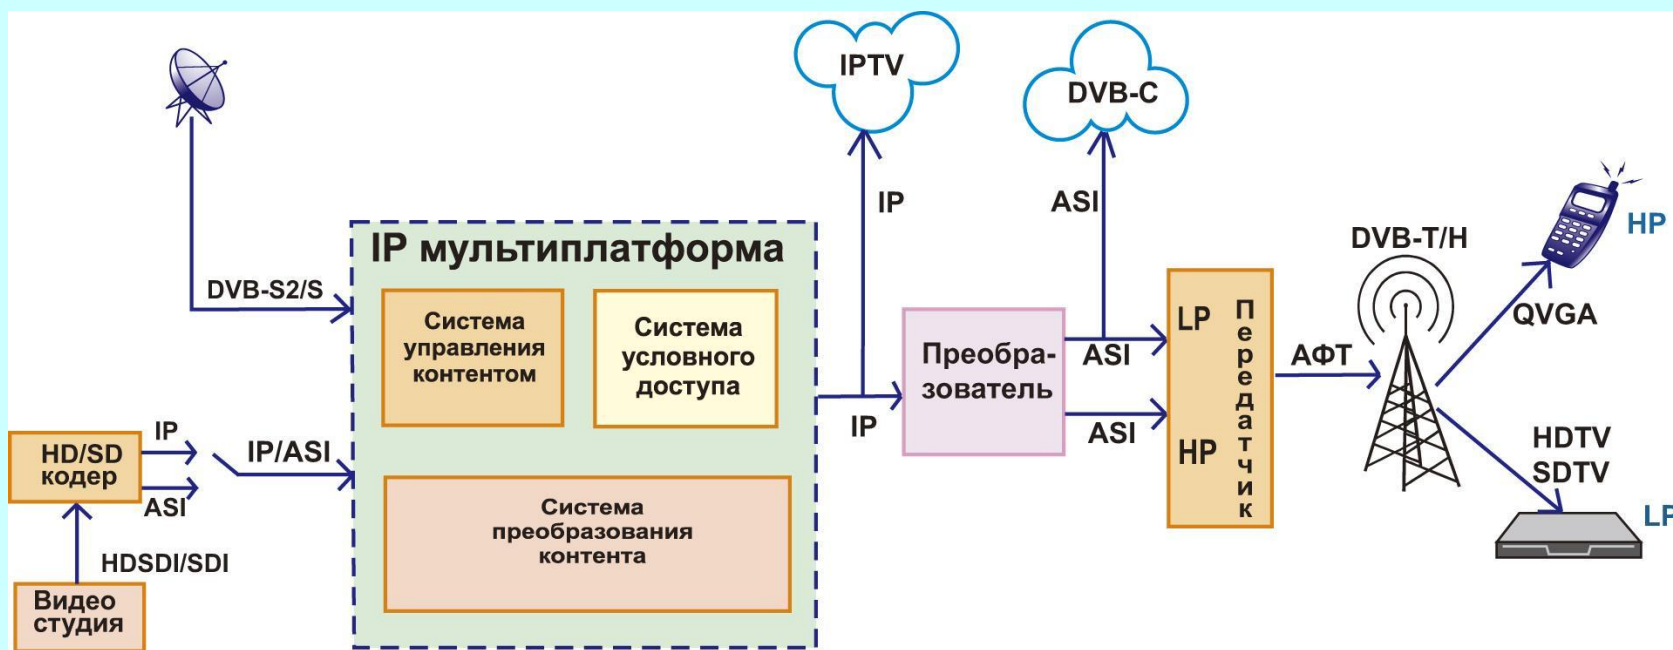 IPTV
DVB-C
IP
ASI
DVB-S2/S
IP мультиплатформа
Система
управления
контентом
Система
условного
доступа
Система
преобразования
контента
HD/SD
кодер
IP
ASI
IP/ASI
HDSDI/SDI
Видео
студия
IP
Преобра-
зователь
ASI
ASI
LP
HP
Передатчик
АФТ
DVB-T/H
QVGA
HP
HDTV
SDTV
LP